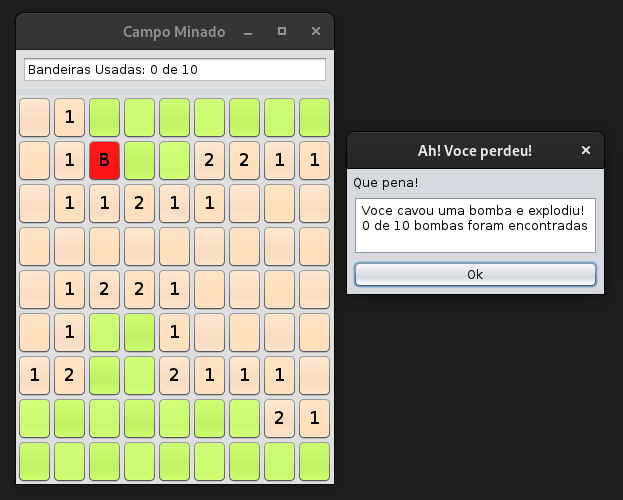 Campo Minado
Bandeiras Usadas: 0 de 10
1
1 B 2 2 1 1
1 1 2 1 1
1 2 2 1
1 1
1 2 2 1 1 1
2 1
Ah! Voce perdeu!
Que pena!
Voce cavou uma bomba e explodiu!
0 de 10 bombas foram encontradas
Ok